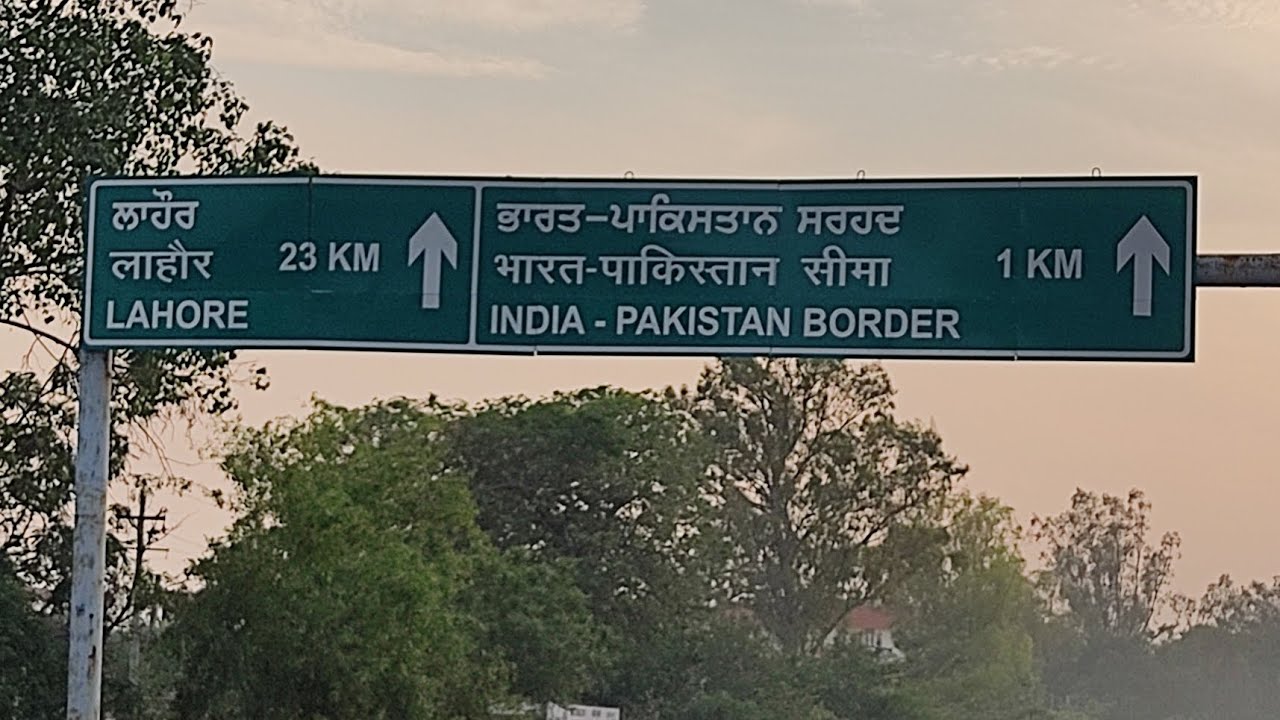 ਲਾਹੌਰ
लाहौर 23 KM
LAHORE
ਭਾਰਤ–ਪਾਕਿਸਤਾਨ ਸਰਹਦ
भारत-पाकिस्तान सीमा 1 KM
INDIA - PAKISTAN BORDER